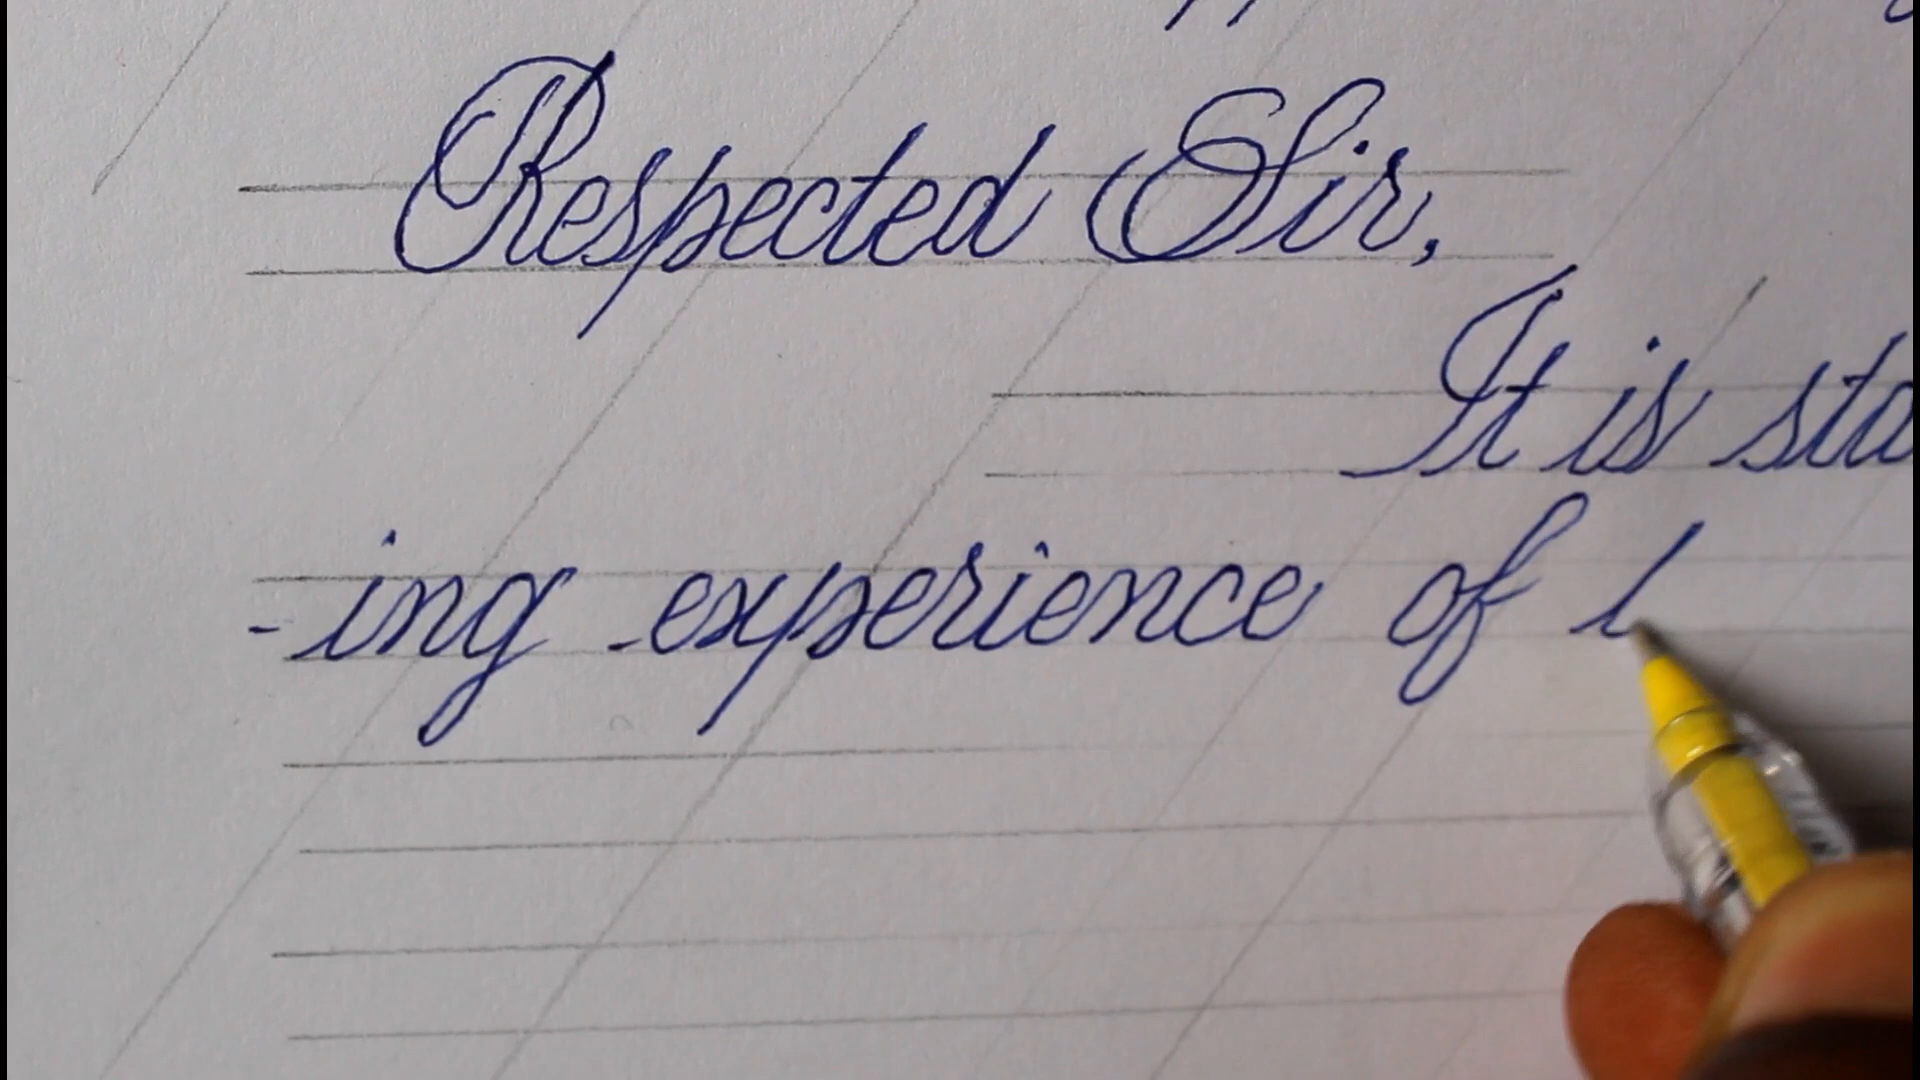 Respected Sir,
It is sta
-ing experience of